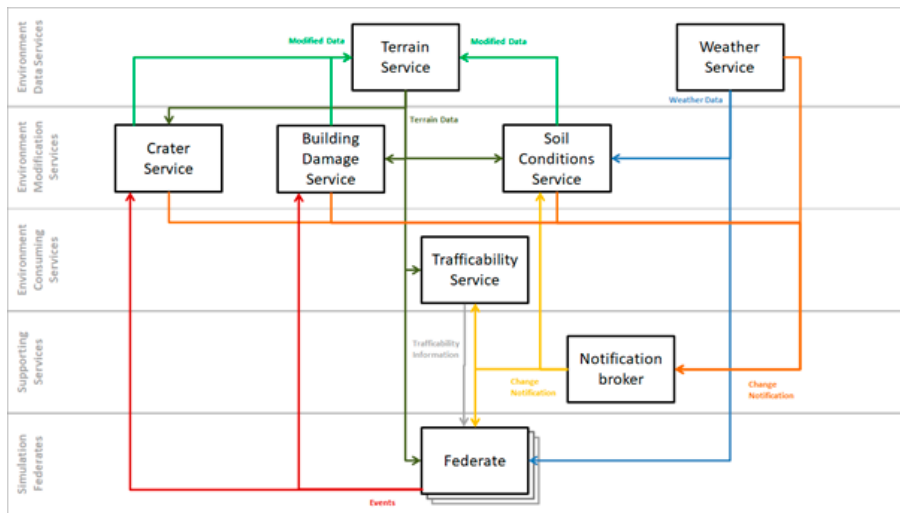 Environment
Data Services
Modified Data
Terrain
Service
Modified Data
Weather
Service
Weather Data
Terrain Data
Environment
Modification
Services
Crater
Service
Building
Damage
Service
Soil
Conditions
Service
Environment
Consuming
Services
Trafficability
Service
Supporting
Services
Trafficability
Information
Notification
broker
Change
Notification
Change
Notification
Simulation
Federates
Federate
Events